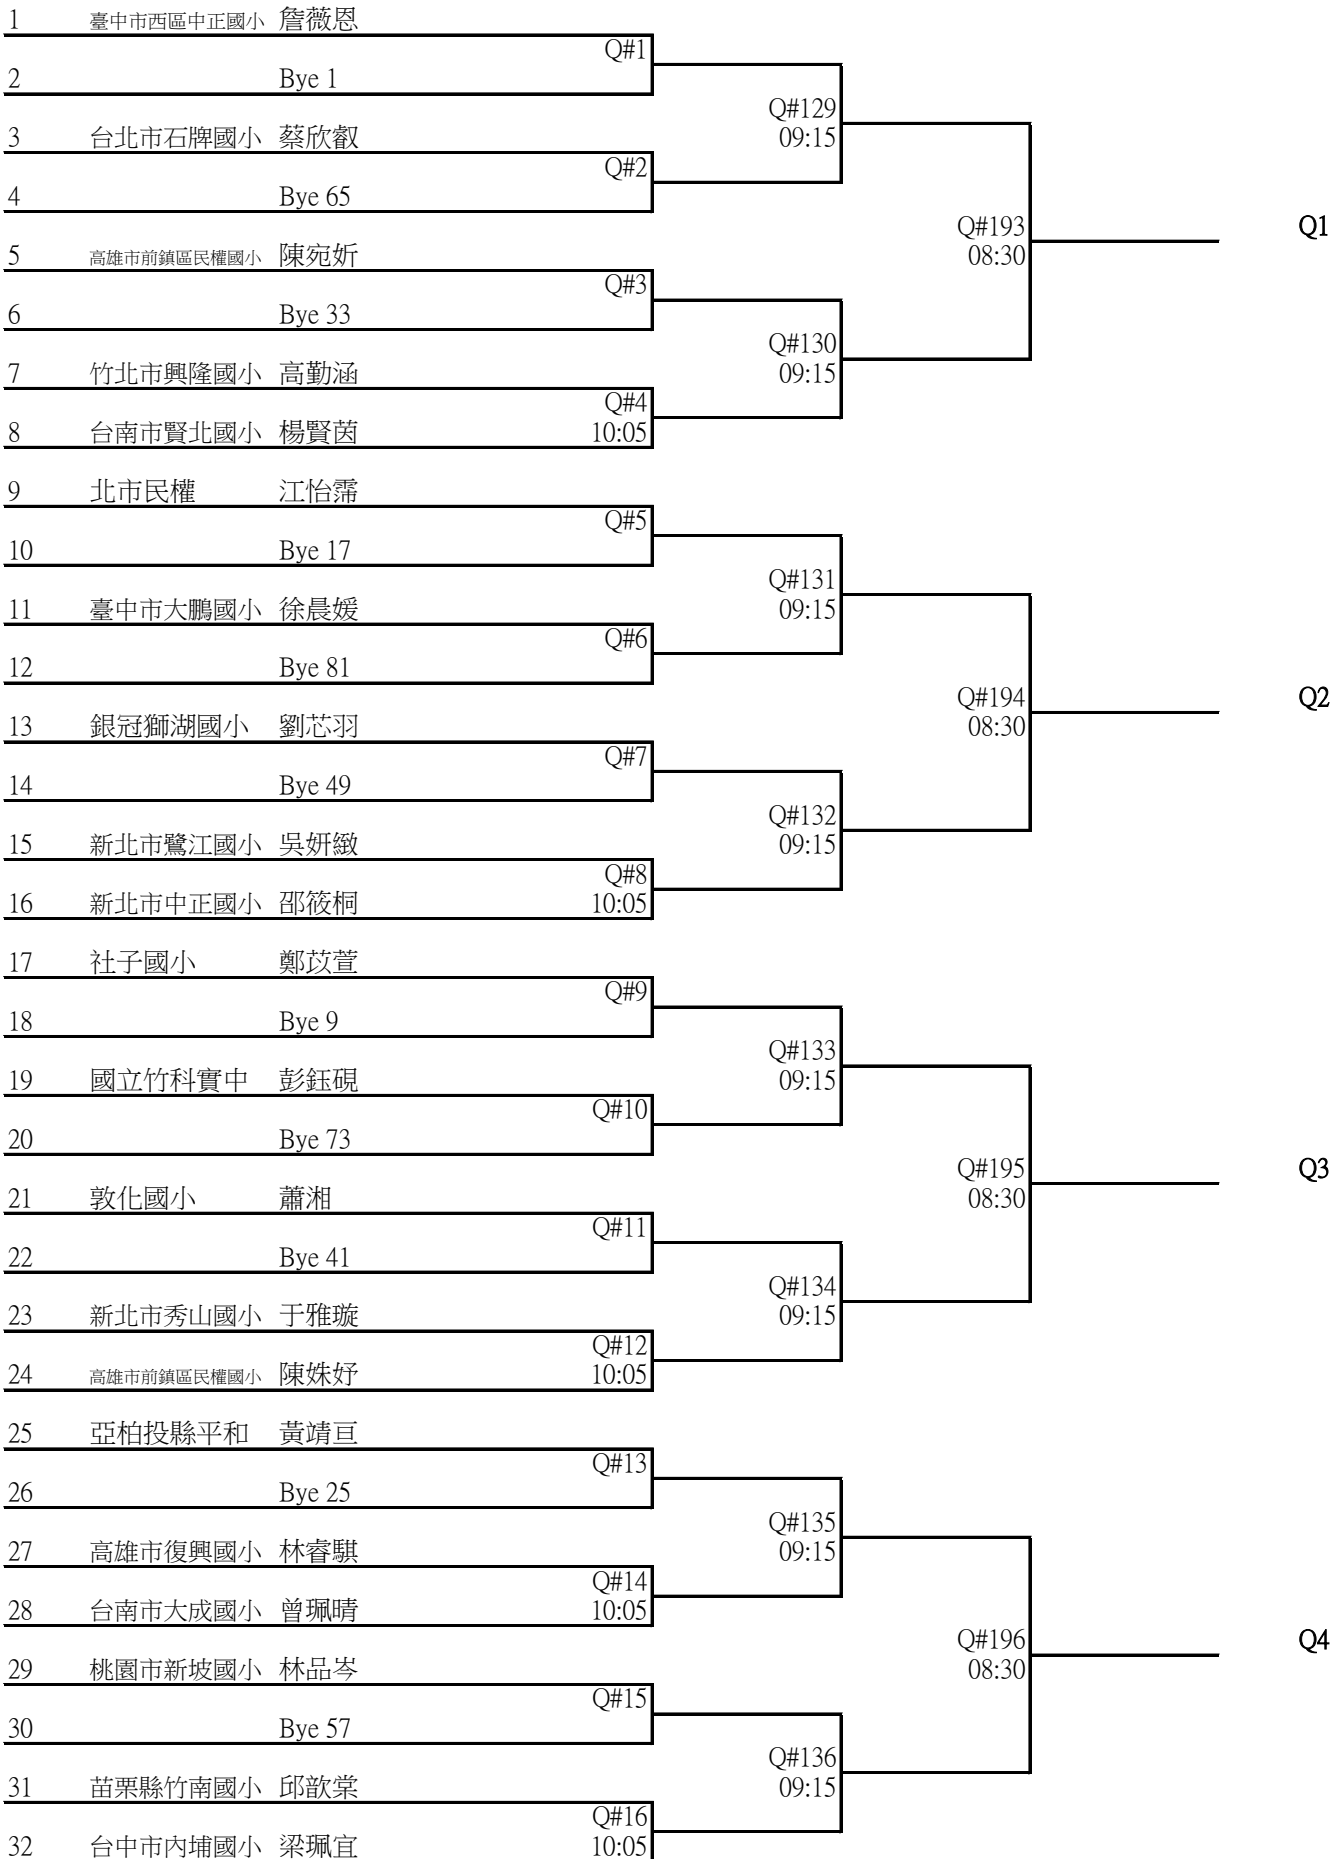 1 臺中市西區中正國小 詹薇恩
Q#1
2 Bye 1
Q#129
3 台北市石牌國小 蔡欣叡 09:15
Q#2
4 Bye 65
Q#193 Q1
5 高雄市前鎮區民權國小 陳宛妡 08:30
Q#3
6 Bye 33
Q#130
7 竹北市興隆國小 高勤涵 09:15
Q#4
8 台南市賢北國小 楊賢茵 10:05
9 北市民權 江怡霈
Q#5
10 Bye 17
Q#131
11 臺中市大鵬國小 徐晨媛 09:15
Q#6
12 Bye 81
Q#194 Q2
13 銀冠獅湖國小 劉芯羽 08:30
Q#7
14 Bye 49
Q#132
15 新北市鷺江國小 吳妍緻 09:15
Q#8
16 新北市中正國小 邵筱桐 10:05
17 社子國小 鄭苡萱
Q#9
18 Bye 9
Q#133
19 國立竹科實中 彭鈺硯 09:15
Q#10
20 Bye 73
Q#195 Q3
21 敦化國小 蕭湘 08:30
Q#11
22 Bye 41
Q#134
23 新北市秀山國小 于雅璇 09:15
Q#12
24 高雄市前鎮區民權國小 陳姝妤 10:05
25 亞柏投縣平和 黃靖亘
Q#13
26 Bye 25
Q#135
27 高雄市復興國小 林睿騏 09:15
Q#14
28 台南市大成國小 曾珮晴 10:05
Q#196 Q4
29 桃園市新坡國小 林品岑 08:30
Q#15
30 Bye 57
Q#136
31 苗栗縣竹南國小 邱歆棠 09:15
Q#16
32 台中市內埔國小 梁珮宜 10:05